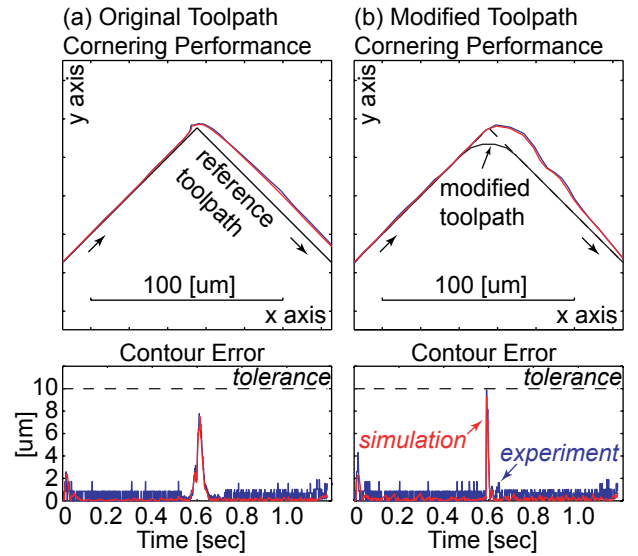 (a) Original Toolpath
Cornering Performance
(b) Modified Toolpath
Cornering Performance
y axis
reference
toolpath
100 [um]
x axis
y axis
modified
toolpath
100 [um]
x axis
Contour Error
tolerance
10
8
6
4
2
0
[um]
0 0.2 0.4 0.6 0.8 1.0
Time [sec]
Contour Error
tolerance
simulation
experiment
0 0.2 0.4 0.6 0.8 1.0
Time [sec]